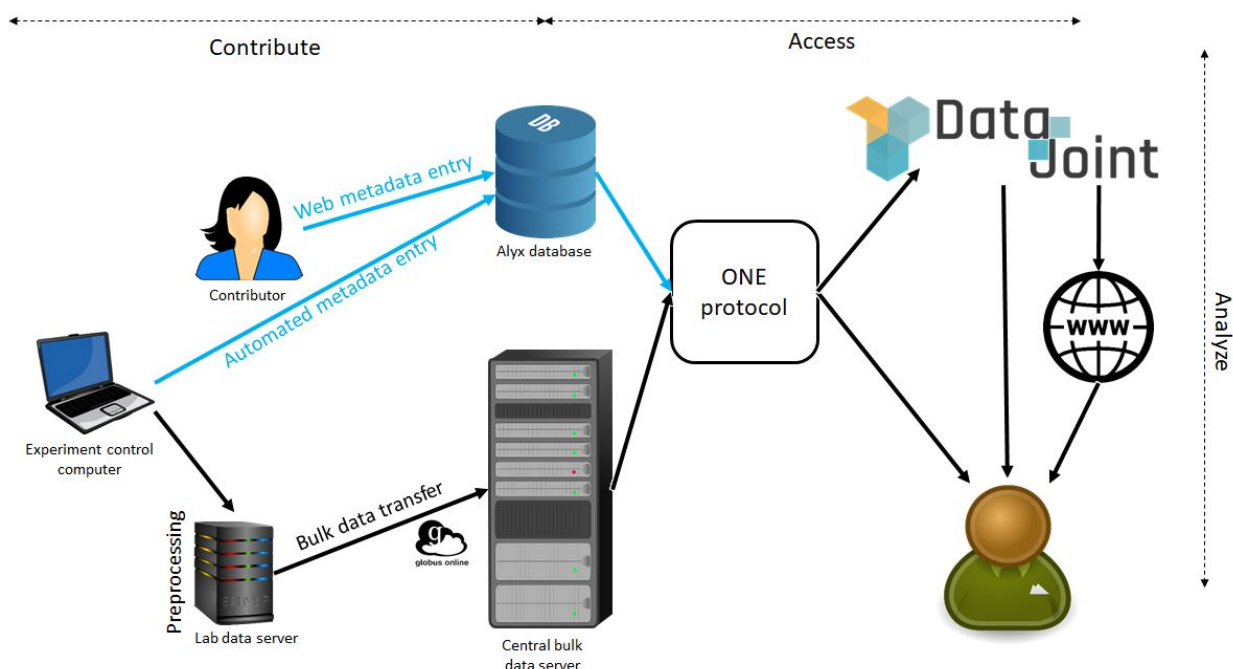 Contribute
Access
Analyze
DB
Data
Joint
Web metadata entry
Automated metadata entry
Alyx database
Contributor
ONE
protocol
www
Experiment control
computer
Bulk data transfer
g
globus online
Preprocessing
Lab data server
Central bulk
data server